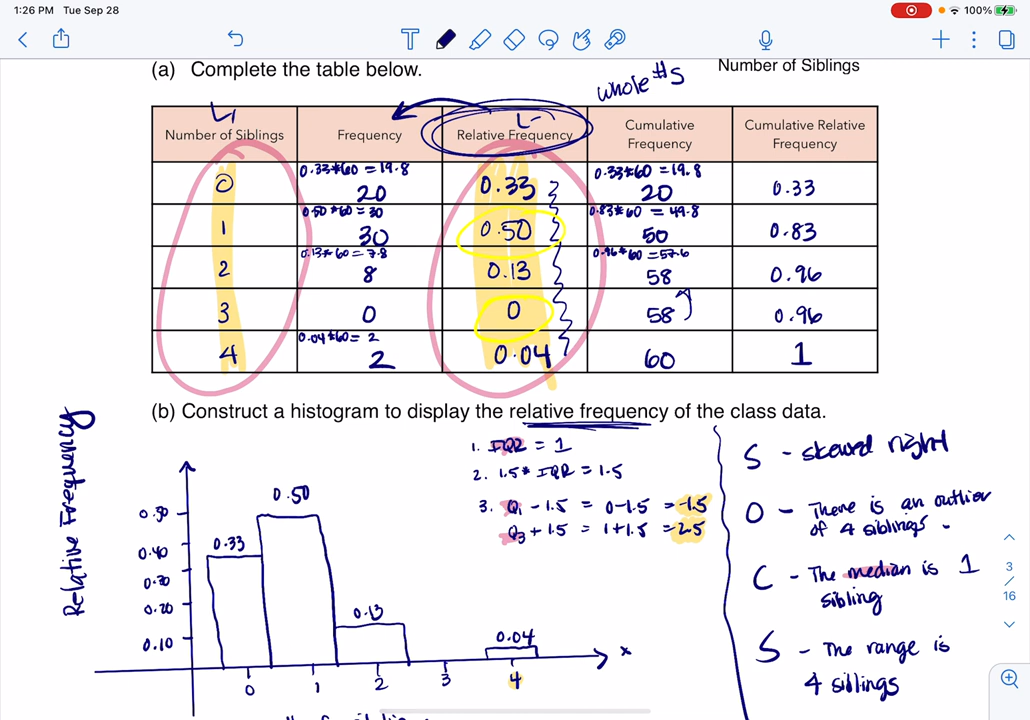 1:26 PM Tue Sep 28
100%
T
(a) Complete the table below.
Number of Siblings
whole #s
L1
Number of Siblings
Frequency
Relative Frequency
Cumulative
Frequency
Cumulative Relative
Frequency
0
0.33*60 = 19.8
20
0.33
0.33*60 = 19.8
20
0.33
1
0.50*60 = 30
30
0.50
0.83*60 = 49.8
50
0.83
2
0.13*60 = 7.8
8
0.13
0.96*60 = 57.6
58
0.96
3
0
0
58
0.96
4
0.04*60 = 2
2
0.04
60
1
(b) Construct a histogram to display the relative frequency of the class data.
Relative Frequency
0.50
0.40
0.30
0.20
0.10
0.33
0.50
0.13
0.04
x
0 1 2 3 4
1. IQR = 1
2. 1.5* IQR = 1.5
3. Q1 - 1.5 = 0-1.5 = -1.5
Q3 + 1.5 = 1+1.5 = 2.5
S - skewed right
O - There is an outlier
of 4 siblings.
C - The median is 1
sibling
S - The range is
4 sillings
3
/
16